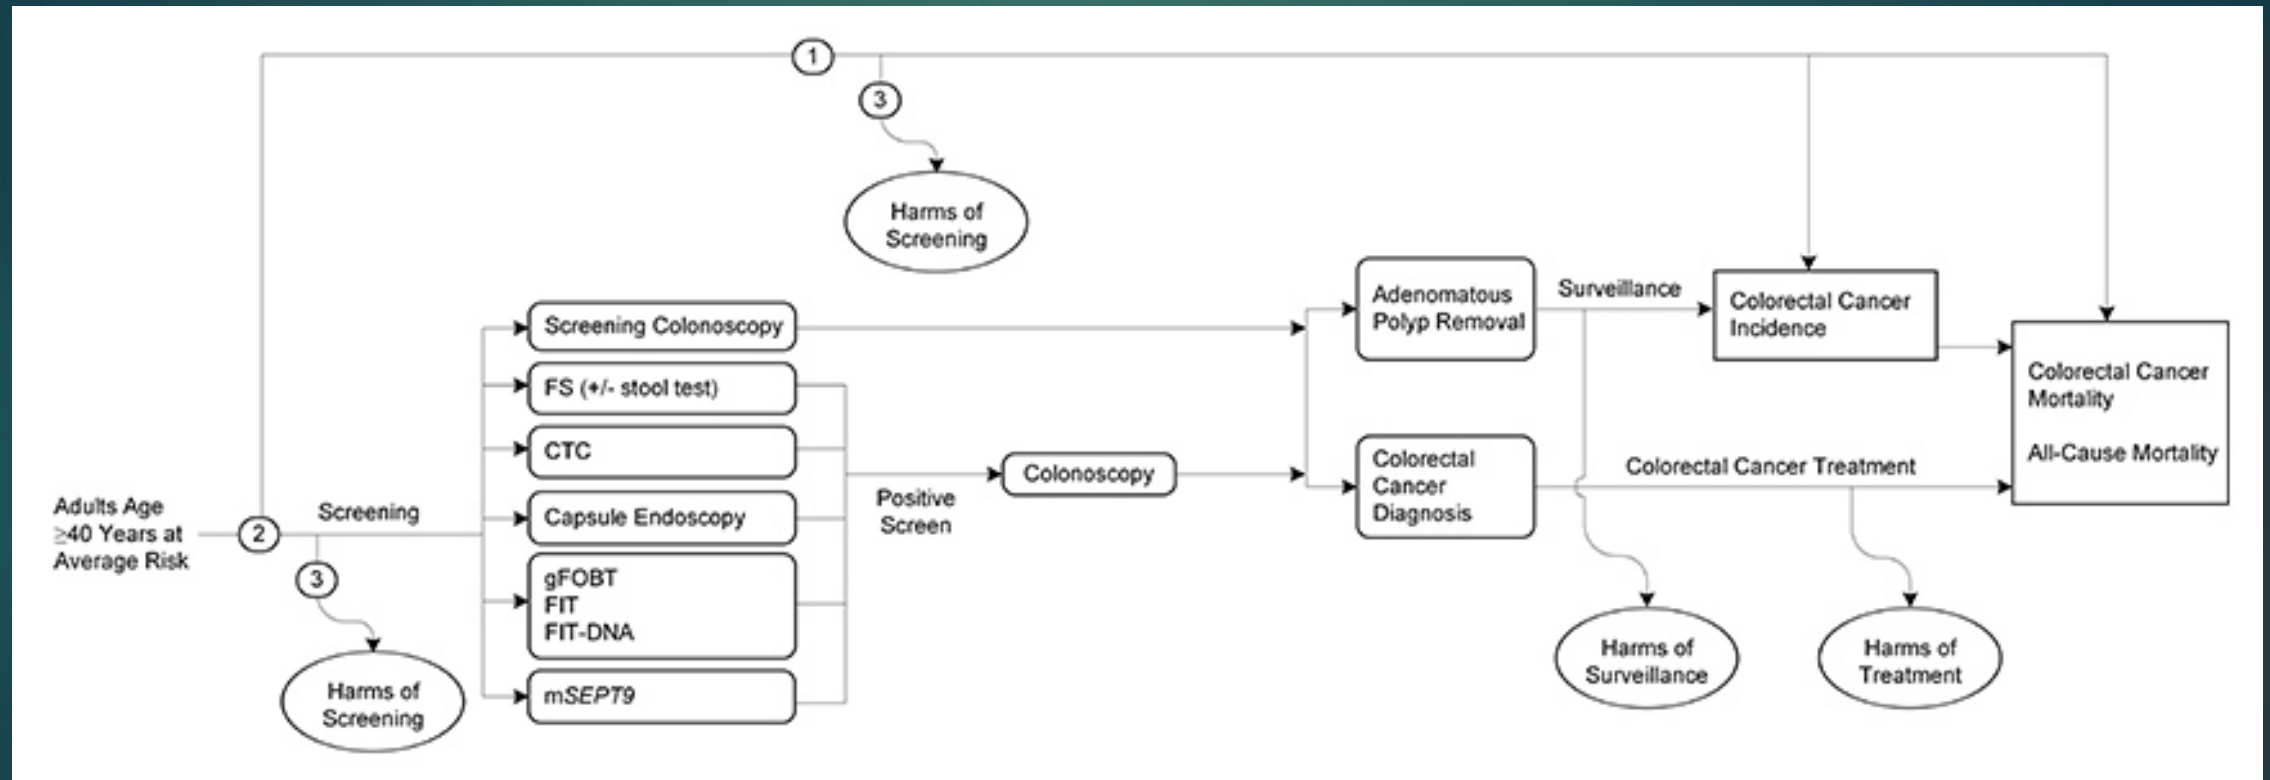 1
3
Harms of
Screening
Adults Age
≥40 Years at
Average Risk
2
Screening
3
Harms of
Screening
Screening Colonoscopy
FS (+/- stool test)
CTC
Capsule Endoscopy
gFOBT
FIT
FIT-DNA
mSEPT9
Positive
Screen
Colonoscopy
Adenomatous
Polyp Removal
Surveillance
Colorectal Cancer
Incidence
Colorectal
Cancer
Diagnosis
Colorectal Cancer Treatment
Colorectal Cancer
Mortality
All-Cause Mortality
Harms of
Surveillance
Harms of
Treatment